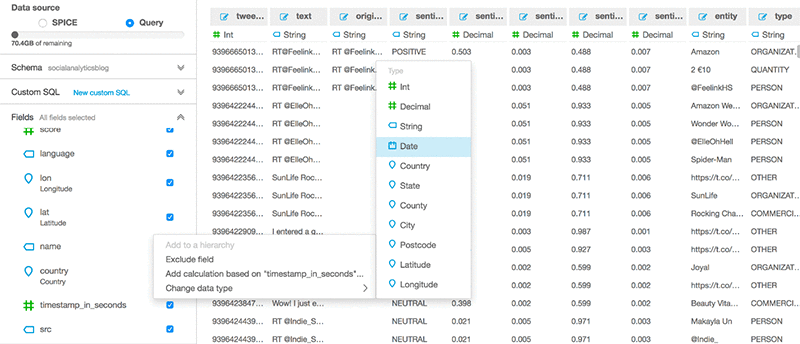 Data source
SPICE
Query
70.4GB of remaining
Schema socialanalyticsblog
Custom SQL New custom SQL
Fields All fields selected
score
language
lon
Longitude
lat
Latitude
name
country
Country
timestamp_in_seconds
src
Add to a hierarchy
Exclude field
Add calculation based on "timestamp_in_seconds"...
Change data type
Type
Int
Decimal
String
Date
Country
State
County
City
Postcode
Latitude
Longitude
twee... text origi... senti... senti... senti... senti... senti... entity type
Int String String String Decimal Decimal Decimal Decimal String String
9396665013... RT@Feelink... RT @Feelink... POSITIVE 0.503 0.003 0.488 0.007 Amazon ORGANIZAT...
9396665013... RT@Feelink... RT @Feelink... 0.003 0.488 0.007 2 €10 QUANTITY
9396665013... RT@Feelink... RT @Feelink... 0.003 0.488 0.007 @FeelinkHS PERSON
9396422244... RT @ElleOh... 0.051 0.933 0.005 Amazon We... ORGANIZAT...
9396422244... RT @ElleOh... 0.051 0.933 0.005 Wonder Wo... PERSON
9396422244... RT @ElleOh... 0.051 0.933 0.005 @ElleOhHell PERSON
9396422244... RT @ElleOh... 0.051 0.933 0.005 Spider-Man PERSON
9396422356... SunLife Roc... 0.019 0.711 0.006 https://t.co/... OTHER
9396422356... SunLife Roc... 0.019 0.711 0.006 SunLife ORGANIZAT...
9396422356... SunLife Roc... 0.019 0.711 0.006 Rocking Cha... COMMERCI...
9396422909... I entered a g... 0.003 0.987 0.001 https://t.co/... OTHER
0.005 0.927 0.003 https://t.co/... OTHER
0.002 0.599 0.002 Joyal ORGANIZAT...
0.002 0.599 0.002 https://t.co/... OTHER
9396423847... Wow! I just e... NEUTRAL 0.398 0.002 0.599 0.002 Beauty Vita... COMMERCI...
9396424439... RT @Indie_S... NEUTRAL 0.021 0.005 0.971 0.003 Makayla Un PERSON
9396424439... RT @Indie_S... NEUTRAL 0.021 0.005 0.971 0.003 @Indie_ PERSON